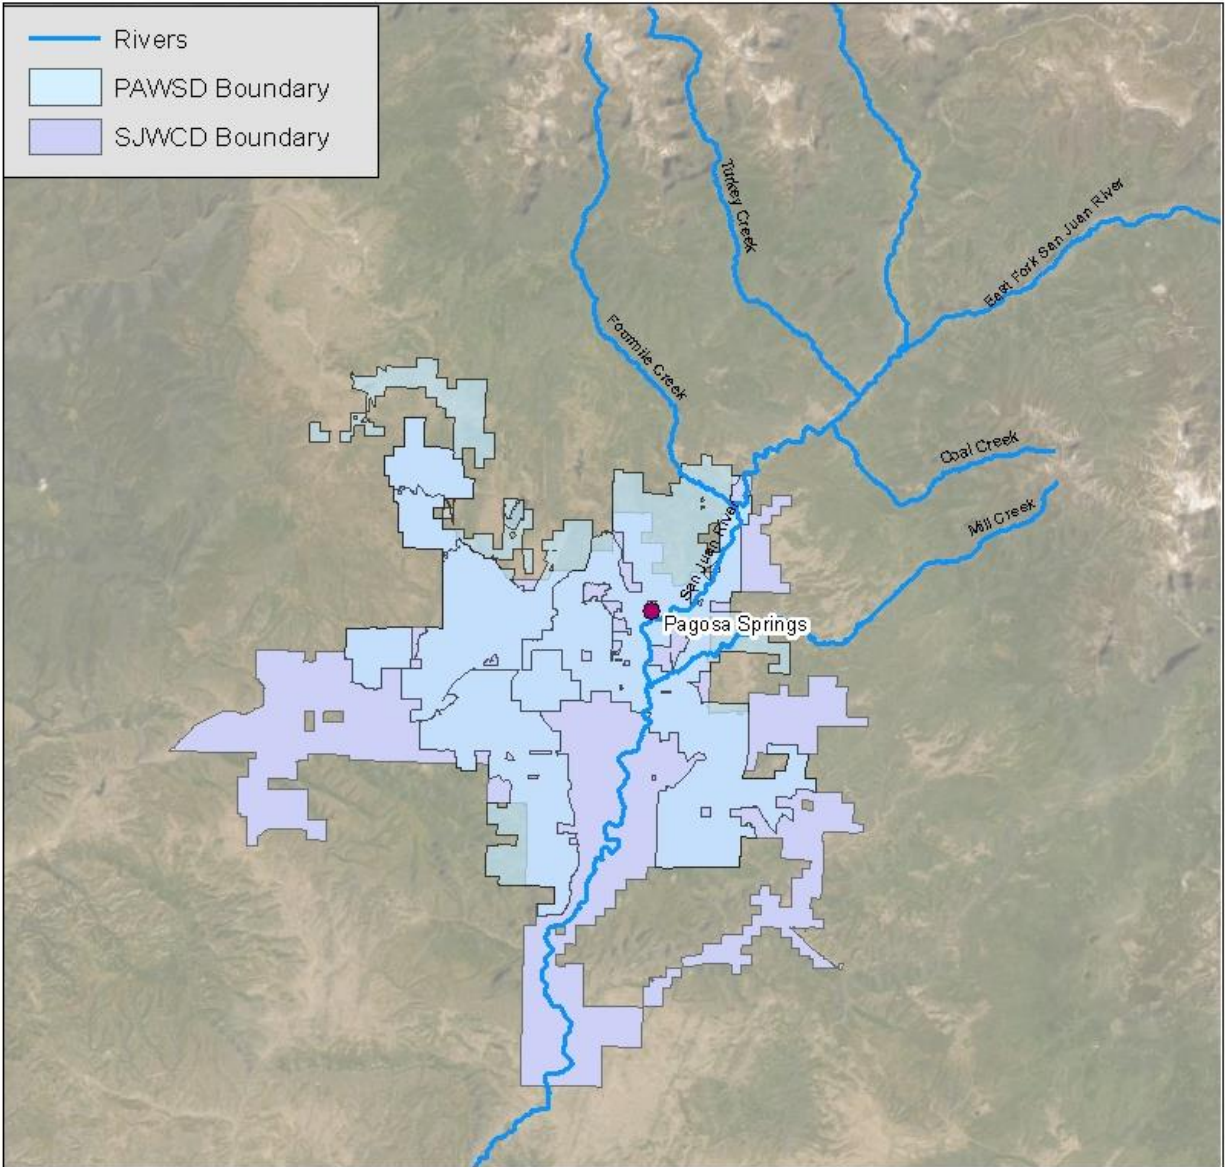 Rivers
PAWSD Boundary
SJWCD Boundary
Turkey Creek
East Fork San Juan River
Fourmile Creek
Coal Creek
Mill Creek
San Juan River
Pagosa Springs